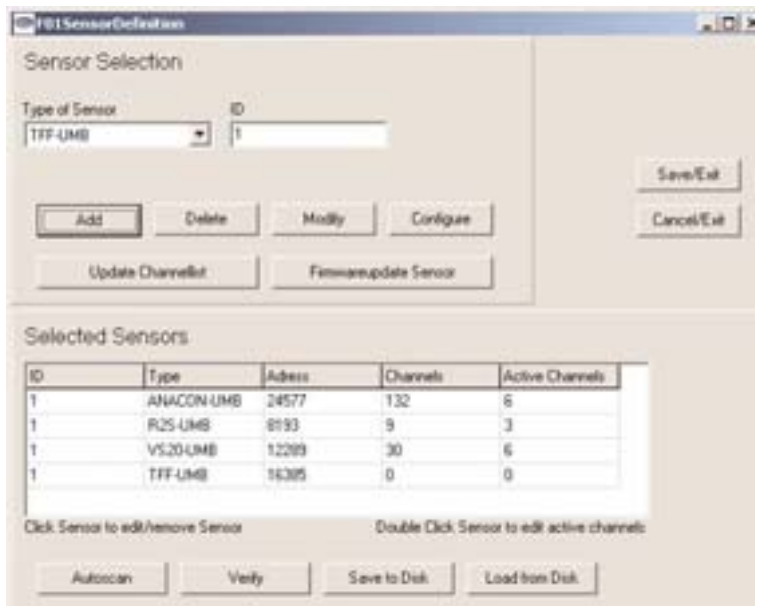 F01SensorDefinition
Sensor Selection
Type of Sensor ID
TFF-UMB 1
Save/Exit
Add Delete Modify Configure Cancel/Exit
Update Channellist Firmwareupdate Sensor
Selected Sensors
ID Type Adress Channels Active Channels
1 ANACON-UMB 24577 132 6
1 R2S-UMB 8193 9 3
1 VS20-UMB 12289 30 6
1 TFF-UMB 16385 0 0
Click Sensor to edit/remove Sensor Double Click Sensor to edit active channels
Autoscan Verify Save to Disk Load from Disk